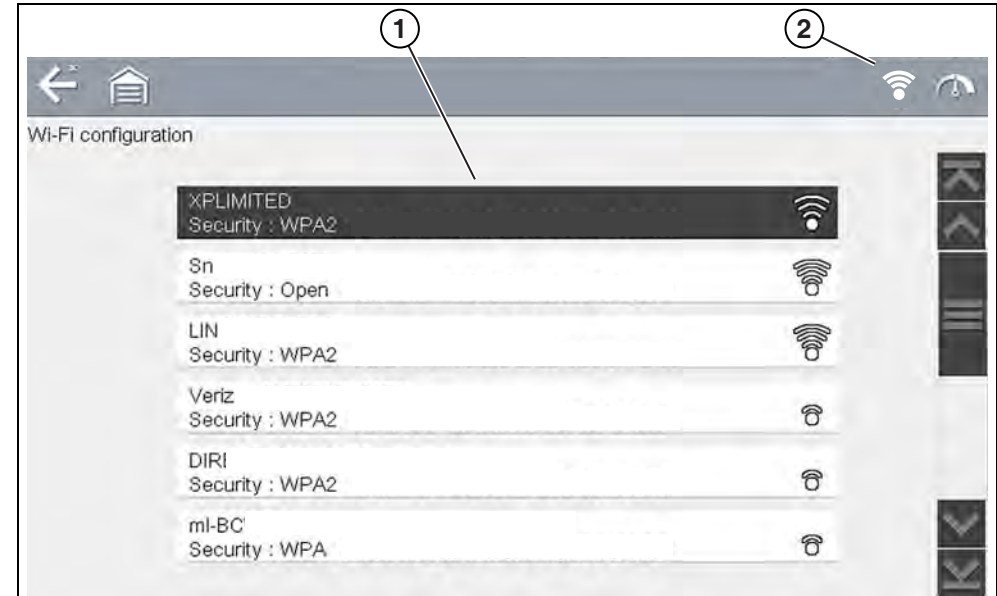 1
2
Wi-Fi configuration
XPLIMITED
Security : WPA2
Sn
Security : Open
LIN
Security : WPA2
Veriz
Security : WPA2
DIRE
Security : WPA2
ml-BC
Security : WPA